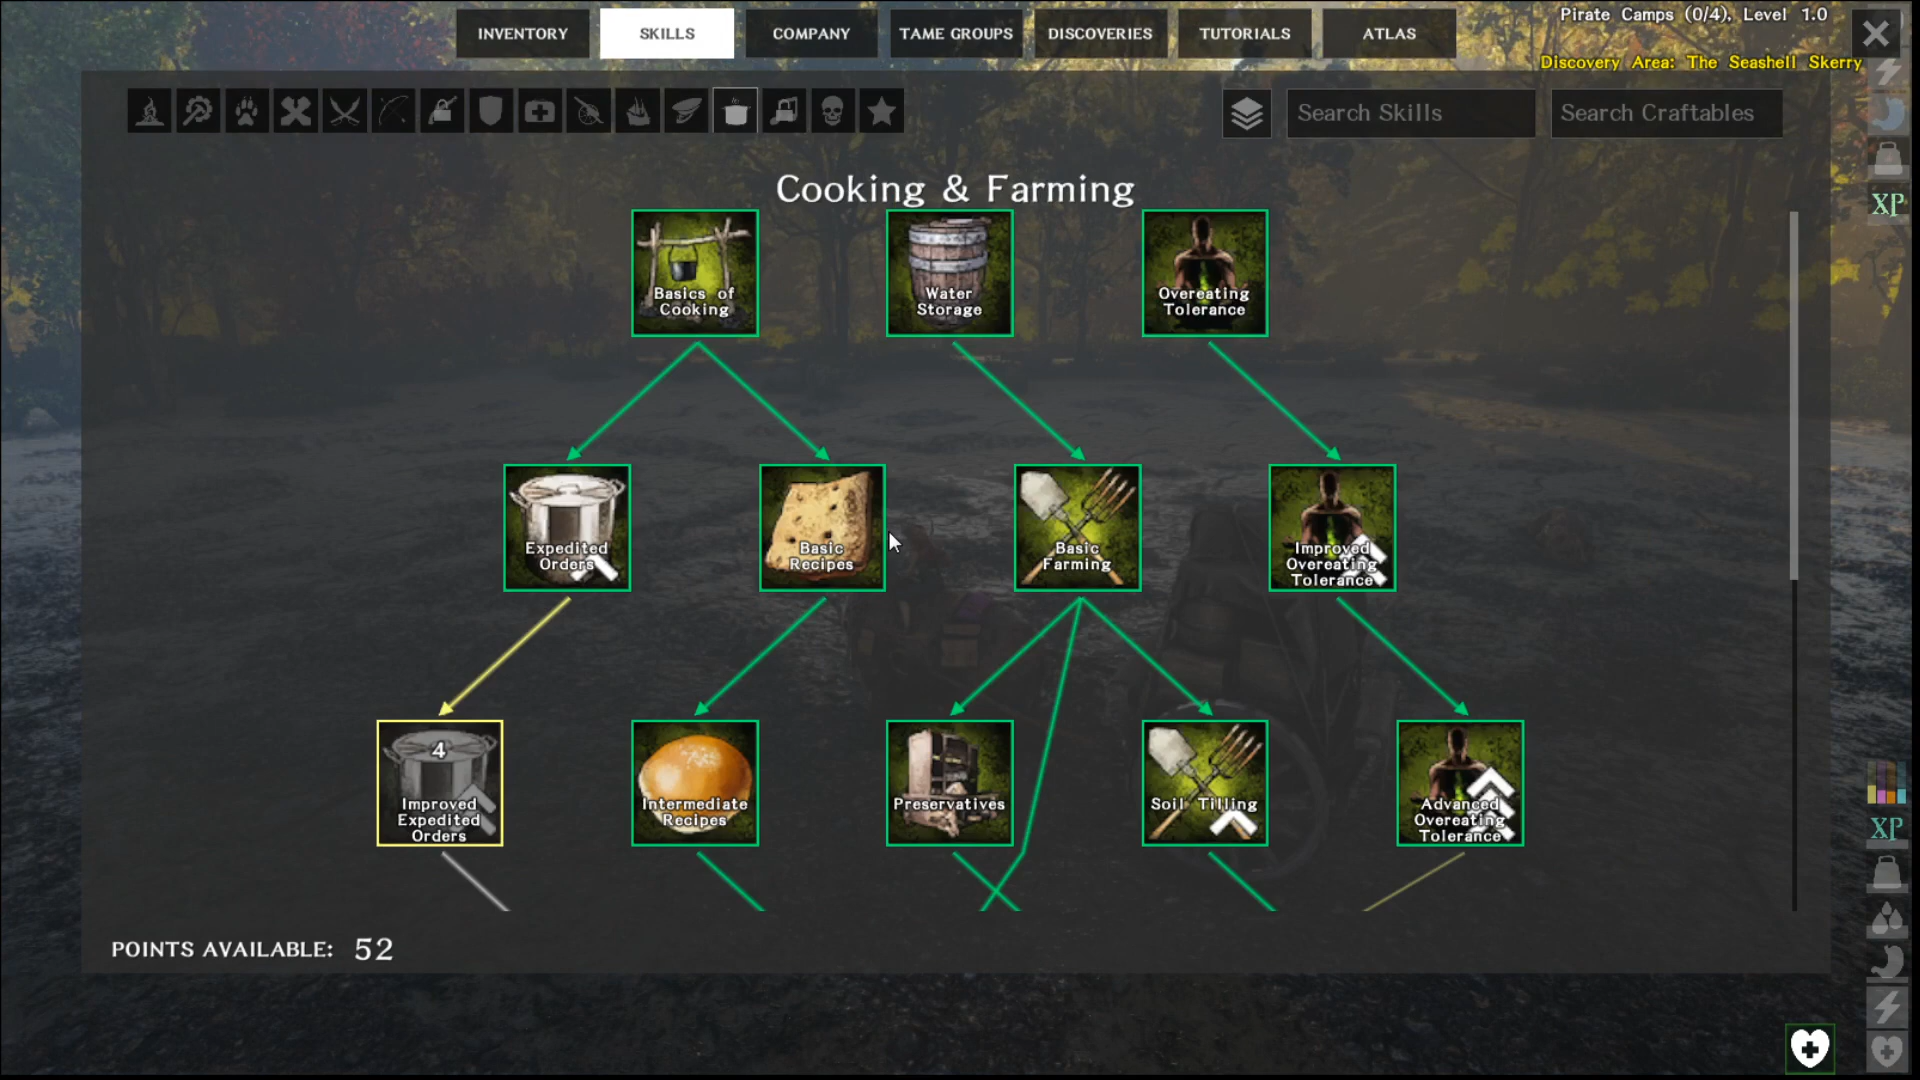 INVENTORY
SKILLS
COMPANY
TAME GROUPS
DISCOVERIES
TUTORIALS
ATLAS
Pirate Camps (0/4), Level 1.0
Discovery Area: The Seashell Skerry
Search Skills
Search Craftables
XP
Cooking & Farming
Basics of
Cooking
Water
Storage
Overeating
Tolerance
Expedited
Orders
Basic
Recipes
Basic
Farming
Improved
Overeating
Tolerance
4
Improved
Expedited
Orders
Intermediate
Recipes
Preservatives
Soil Tilling
Advanced
Overeating
Tolerance
XP
POINTS AVAILABLE: 52